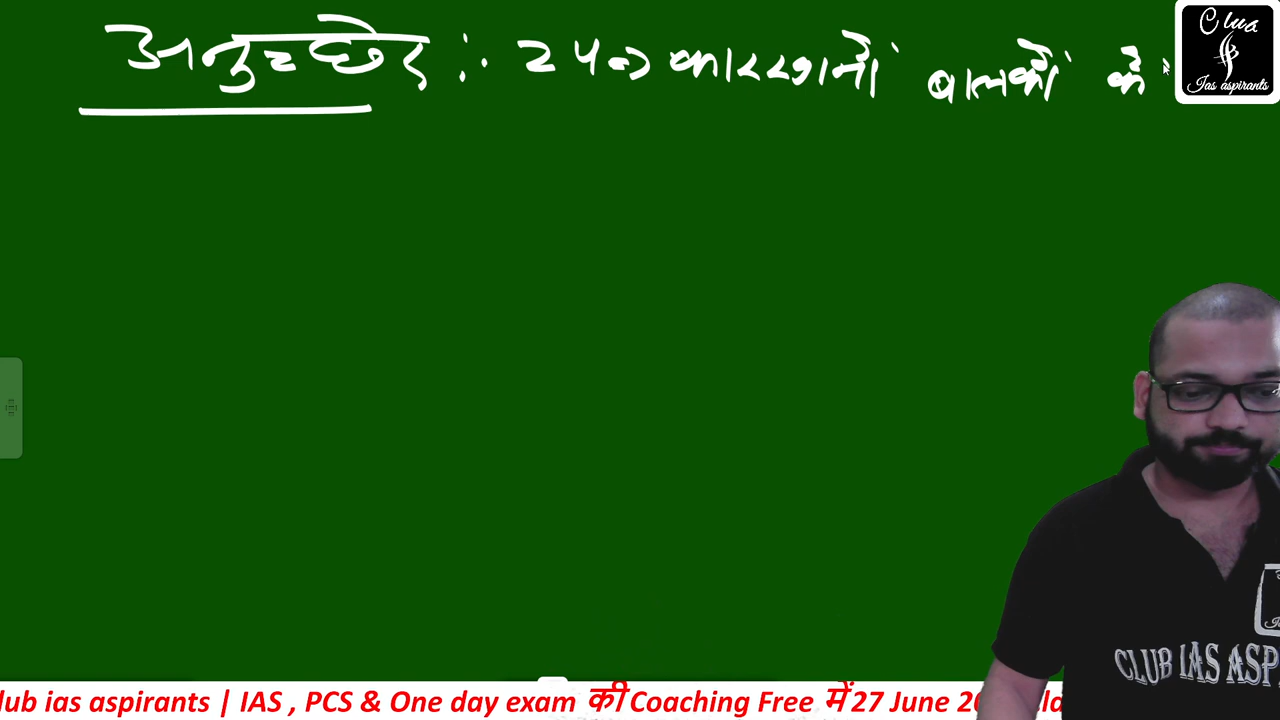 अनुच्छेद :- 24 कारखानों बालकों के
Club
Ias aspirants
CLUB IAS ASP
lub ias aspirants | IAS , PCS & One day exam की Coaching Free में 27 June 20